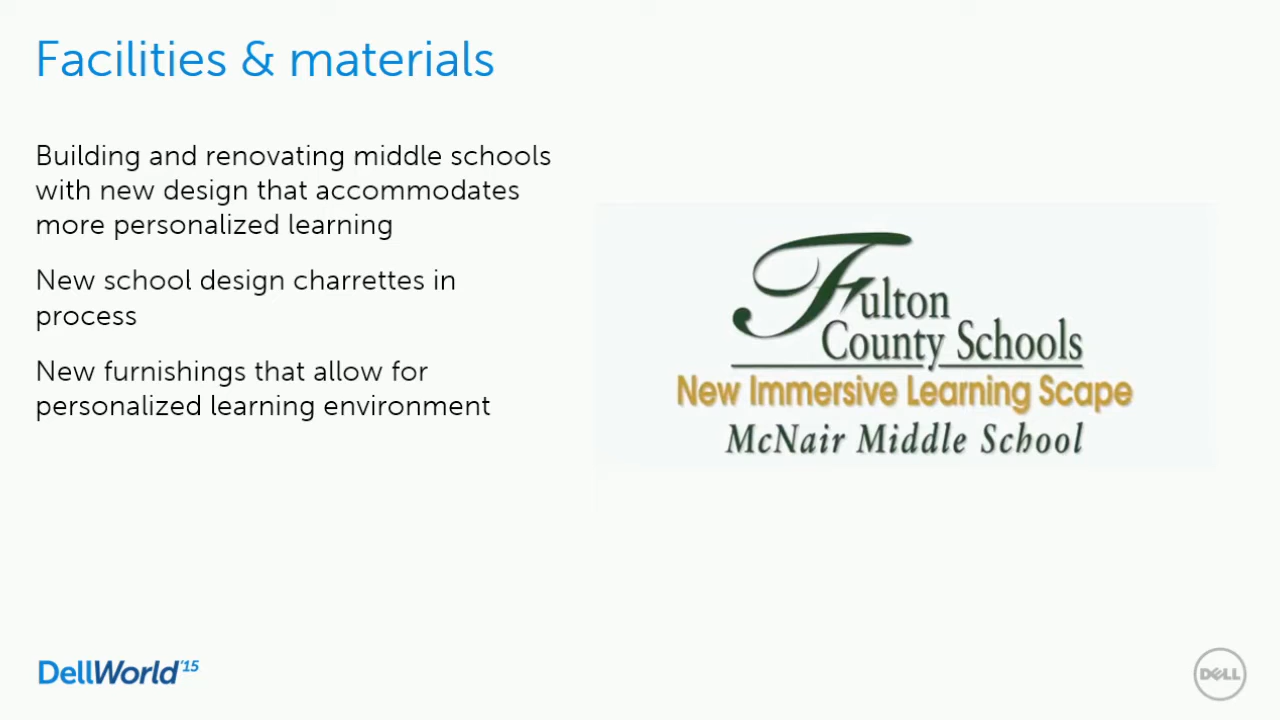 Facilities & materials
Building and renovating middle schools
with new design that accommodates
more personalized learning
New school design charrettes in
process
New furnishings that allow for
personalized learning environment
Fulton
County Schools
New Immersive Learning Scape
McNair Middle School
DellWorld'15
DELL